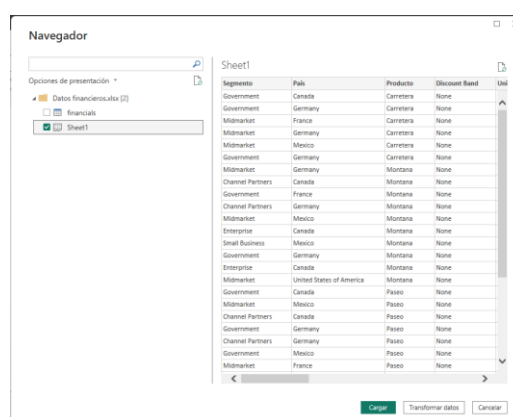 Navegador
Opciones de presentación
Datos financieros.xlsx [2]
financials
Sheet1
Sheet1
Segmento País Producto Discount Band Uni
Government Canada Carretera None
Government Germany Carretera None
Midmarket France Carretera None
Midmarket Germany Carretera None
Midmarket Mexico Carretera None
Government Germany Carretera None
Midmarket Germany Montana None
Channel Partners Canada Montana None
Government France Montana None
Channel Partners Germany Montana None
Midmarket Mexico Montana None
Enterprise Canada Montana None
Small Business Mexico Montana None
Government Germany Montana None
Enterprise Canada Montana None
Midmarket United States of America Montana None
Government Canada Paseo None
Midmarket Mexico Paseo None
Channel Partners Canada Paseo None
Government Germany Paseo None
Channel Partners Germany Paseo None
Government Mexico Paseo None
Midmarket France Paseo None
Cargar Transformar datos Cancelar